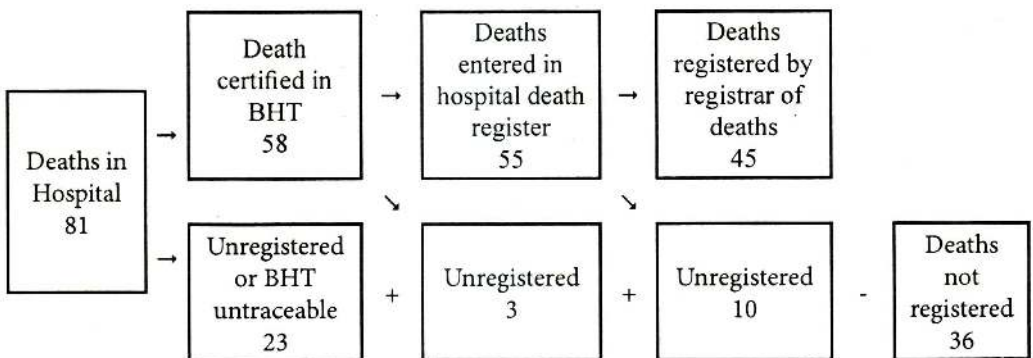 Deaths in
Hospital
81
→
Death
certified in
BHT
58
→
Deaths
entered in
hospital death
register
55
→
Deaths
registered by
registrar of
deaths
45
↘
↘
→
Unregistered
or BHT
untraceable
23
+
Unregistered
3
+
Unregistered
10
-
Deaths
not
registered
36